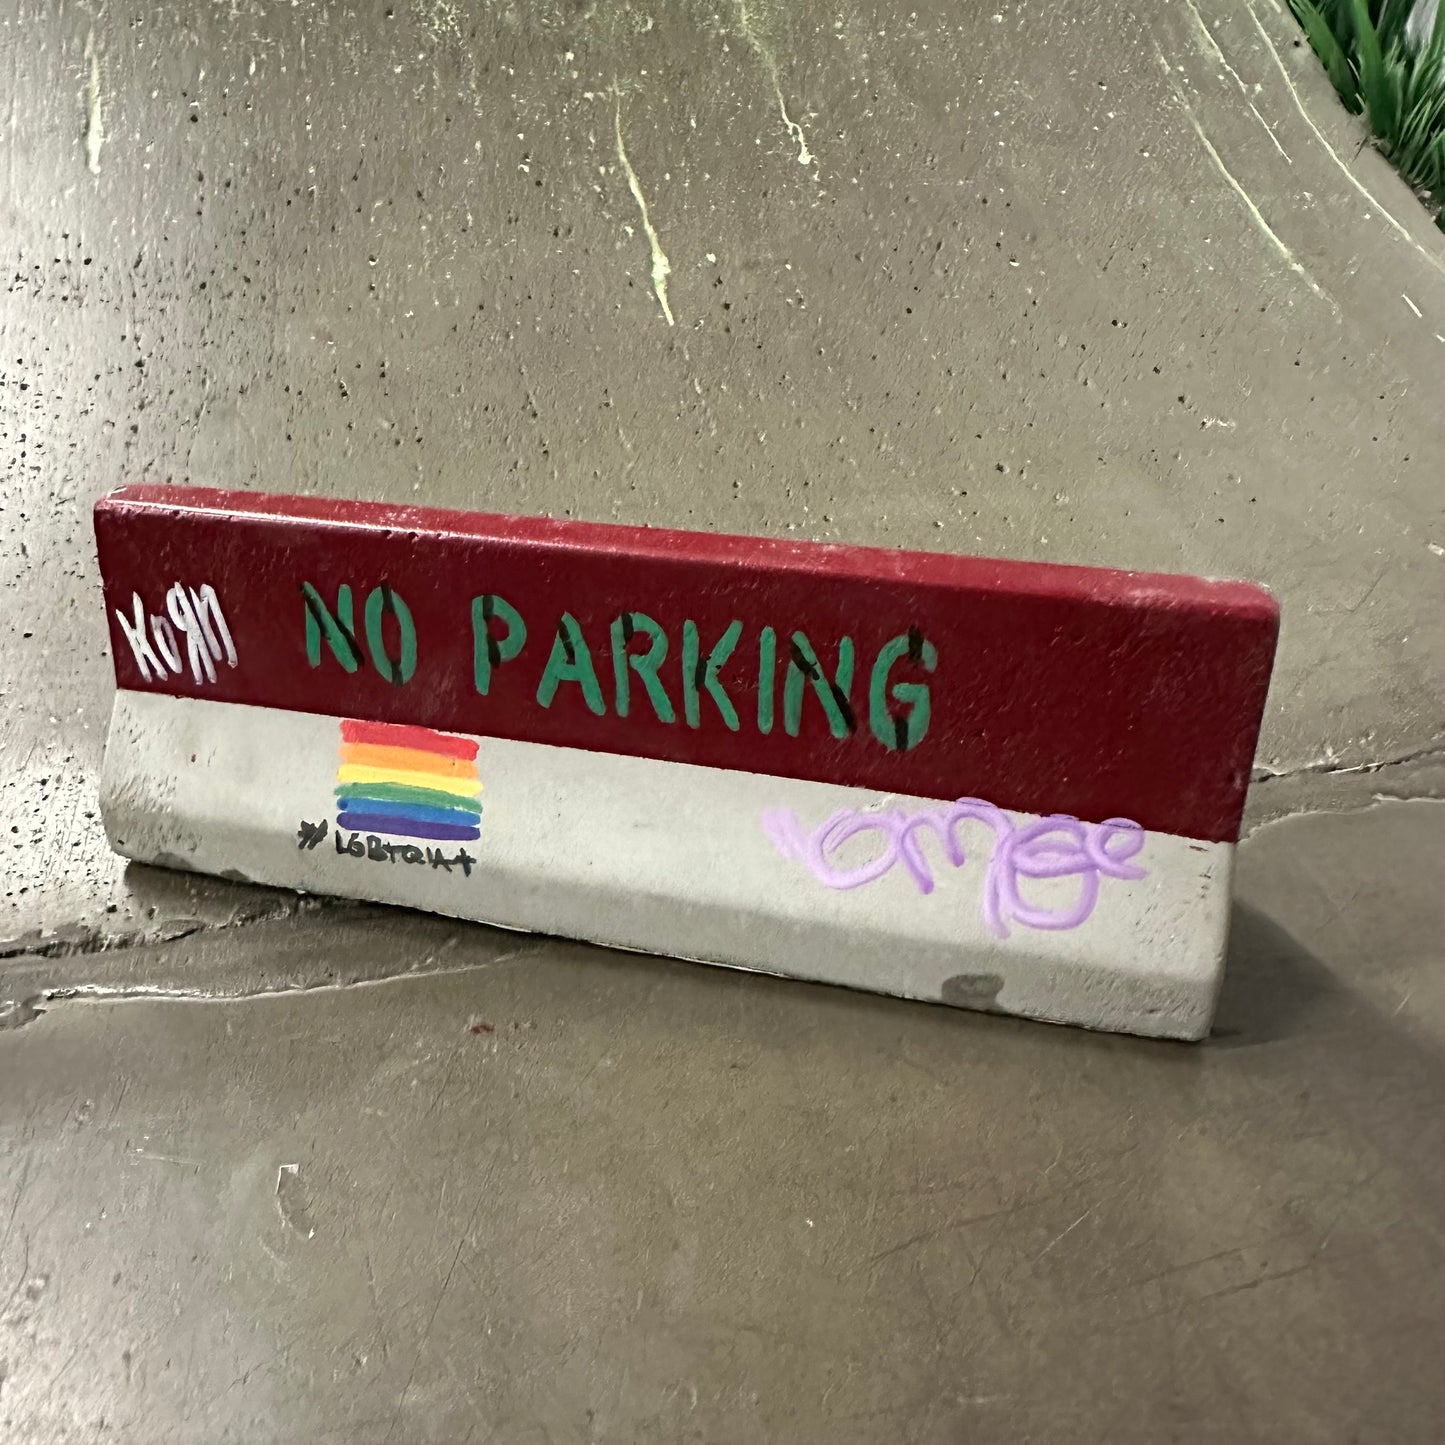 KoЯn
NO PARKING
# LGBTQIA+